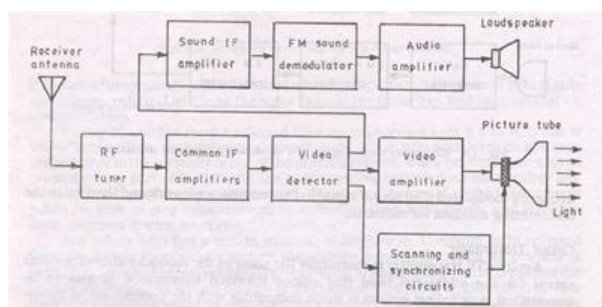 Loudspeaker
Receiver
antenna
Sound IF
amplifier
FM sound
demodulator
Audio
amplifier
Picture tube
RF
tuner
Common IF
amplifiers
Video
detector
Video
amplifier
Light
Scanning and
synchronizing
circuits